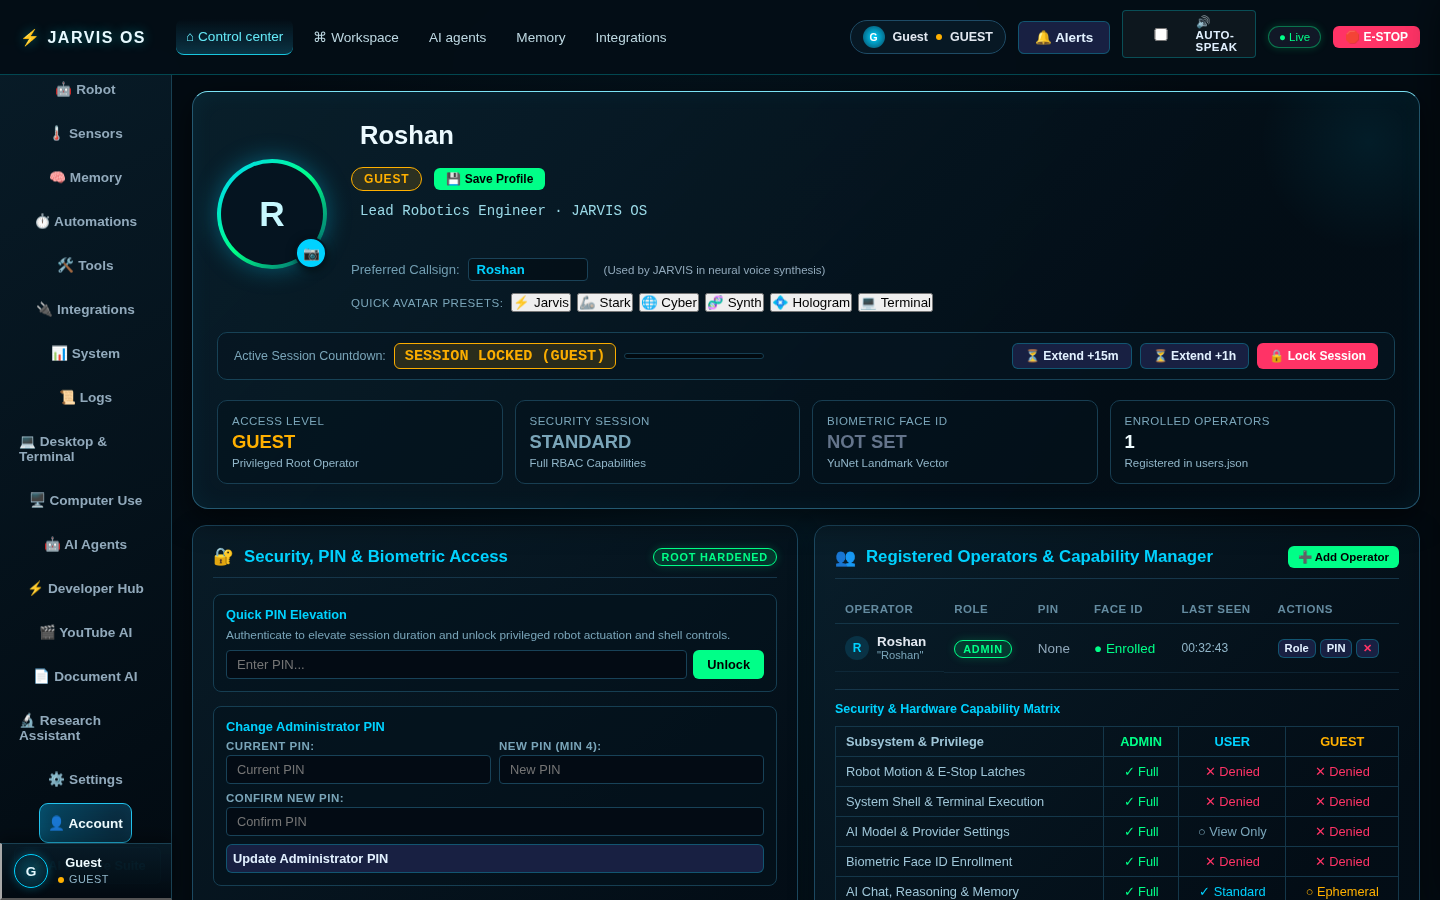 ⚡ JARVIS OS
⌂ Control center
⌘ Workspace
AI agents
Memory
Integrations
G Guest ● GUEST
🔔 Alerts
🔊 AUTO-SPEAK
● Live
🛑 E-STOP
🤖 Robot
🌡️ Sensors
🧠 Memory
⏱️ Automations
🛠️ Tools
🔌 Integrations
📊 System
📜 Logs
💻 Desktop &
Terminal
🖥️ Computer Use
🤖 AI Agents
⚡ Developer Hub
🎬 YouTube AI
📄 Document AI
🔬 Research
Assistant
⚙️ Settings
👤 Account
G Guest
● GUEST
Roshan
R
📷
GUEST
💾 Save Profile
Lead Robotics Engineer · JARVIS OS
Preferred Callsign: Roshan (Used by JARVIS in neural voice synthesis)
QUICK AVATAR PRESETS: ⚡ Jarvis 🦾 Stark 🌐 Cyber 🧬 Synth 💠 Hologram 💻 Terminal
Active Session Countdown: SESSION LOCKED (GUEST)
⏳ Extend +15m
⏳ Extend +1h
🔒 Lock Session
ACCESS LEVEL
GUEST
Privileged Root Operator
SECURITY SESSION
STANDARD
Full RBAC Capabilities
BIOMETRIC FACE ID
NOT SET
YuNet Landmark Vector
ENROLLED OPERATORS
1
Registered in users.json
🔐 Security, PIN & Biometric Access
ROOT HARDENED
Quick PIN Elevation
Authenticate to elevate session duration and unlock privileged robot actuation and shell controls.
Enter PIN...
Unlock
Change Administrator PIN
CURRENT PIN: NEW PIN (MIN 4):
Current PIN New PIN
CONFIRM NEW PIN:
Confirm PIN
Update Administrator PIN
👥 Registered Operators & Capability Manager
➕ Add Operator
OPERATOR ROLE PIN FACE ID LAST SEEN ACTIONS
R Roshan
"Roshan"
ADMIN None ● Enrolled 00:32:43 Role PIN ✕
Security & Hardware Capability Matrix
Subsystem & Privilege ADMIN USER GUEST
Robot Motion & E-Stop Latches ✓ Full ✕ Denied ✕ Denied
System Shell & Terminal Execution ✓ Full ✕ Denied ✕ Denied
AI Model & Provider Settings ✓ Full ○ View Only ✕ Denied
Biometric Face ID Enrollment ✓ Full ✕ Denied ✕ Denied
AI Chat, Reasoning & Memory ✓ Full ✓ Standard ○ Ephemeral